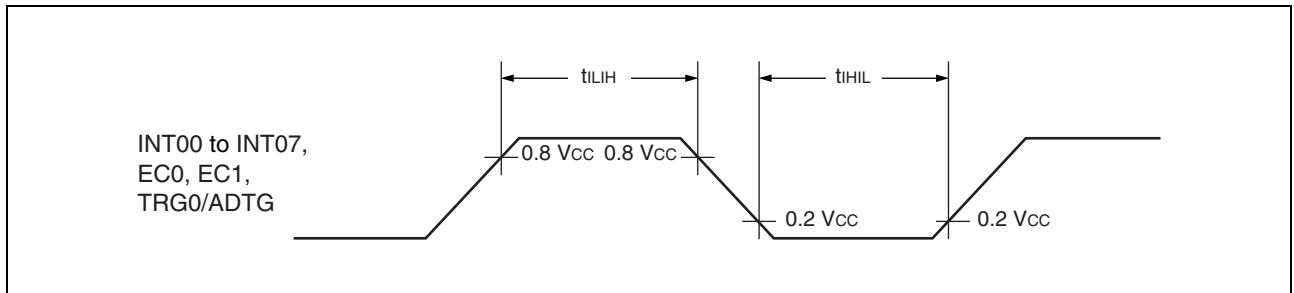 tILIH
tIHIL
INT00 to INT07,
EC0, EC1,
TRG0/ADTG
0.8 VCC 0.8 VCC
0.2 VCC
0.2 VCC